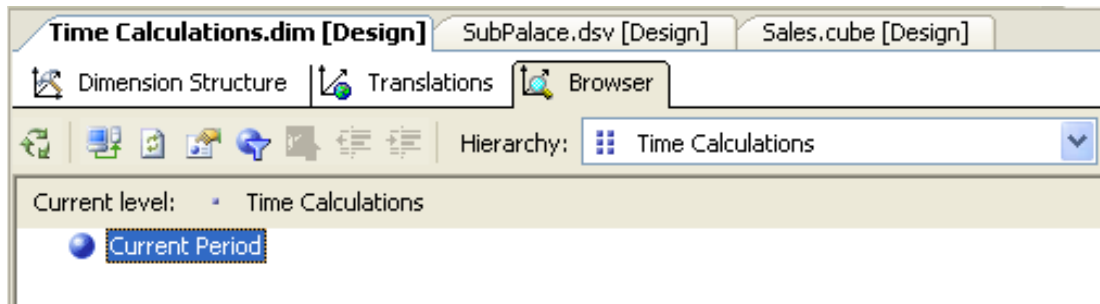 Time Calculations.dim [Design] SubPalace.dsv [Design] Sales.cube [Design]
Dimension Structure Translations Browser
Hierarchy: Time Calculations
Current level: Time Calculations
Current Period